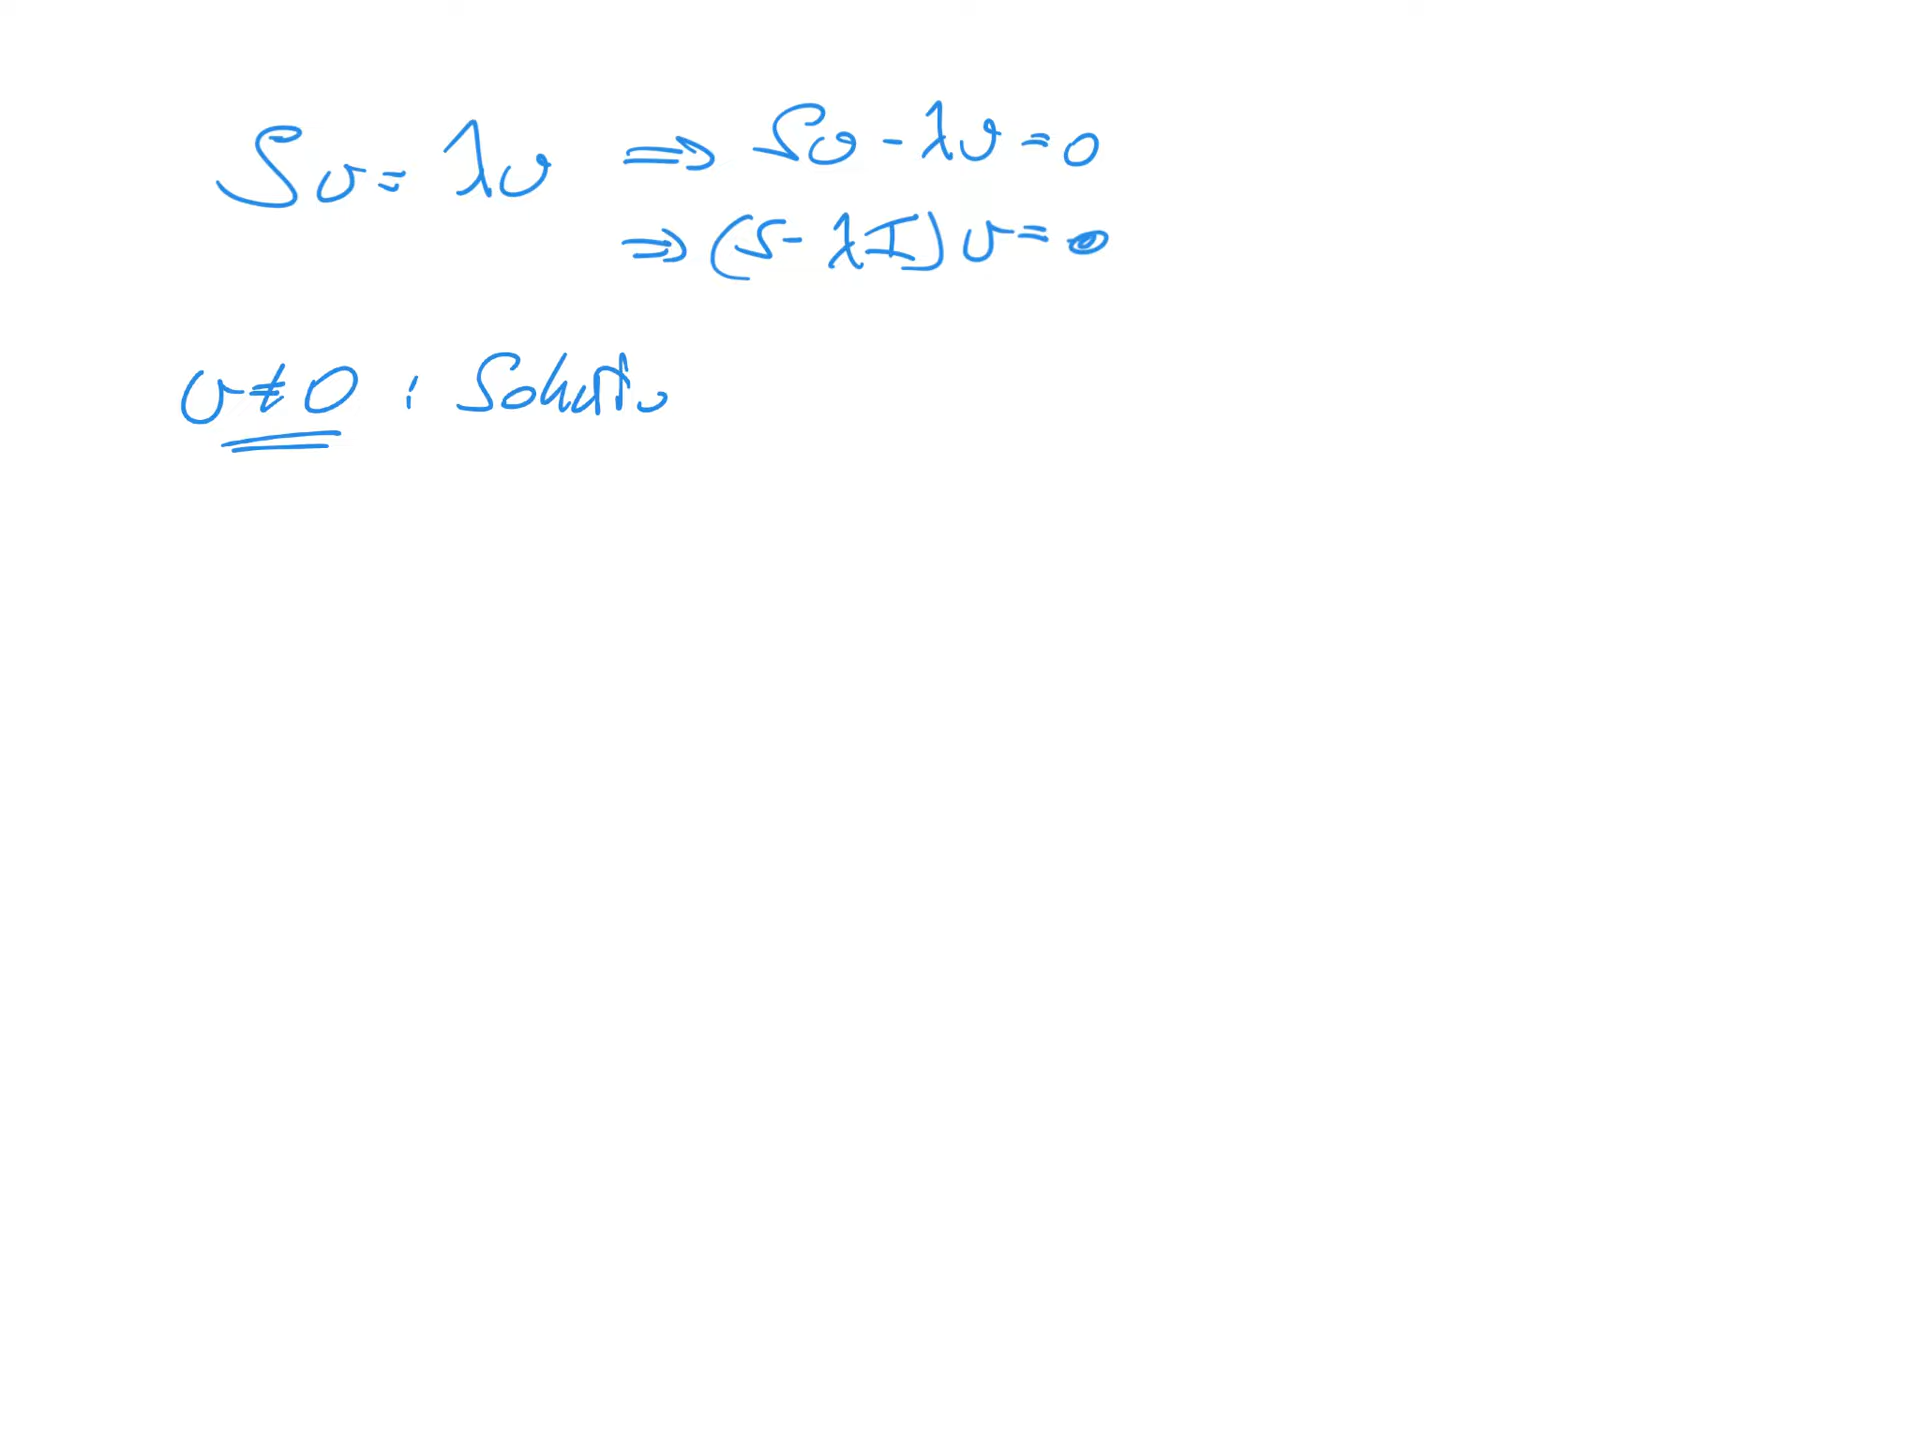 Sv = λv ⟹ Sv - λv = 0
⟹ (S - λI)v = 0
v ≠ 0 : Solutio